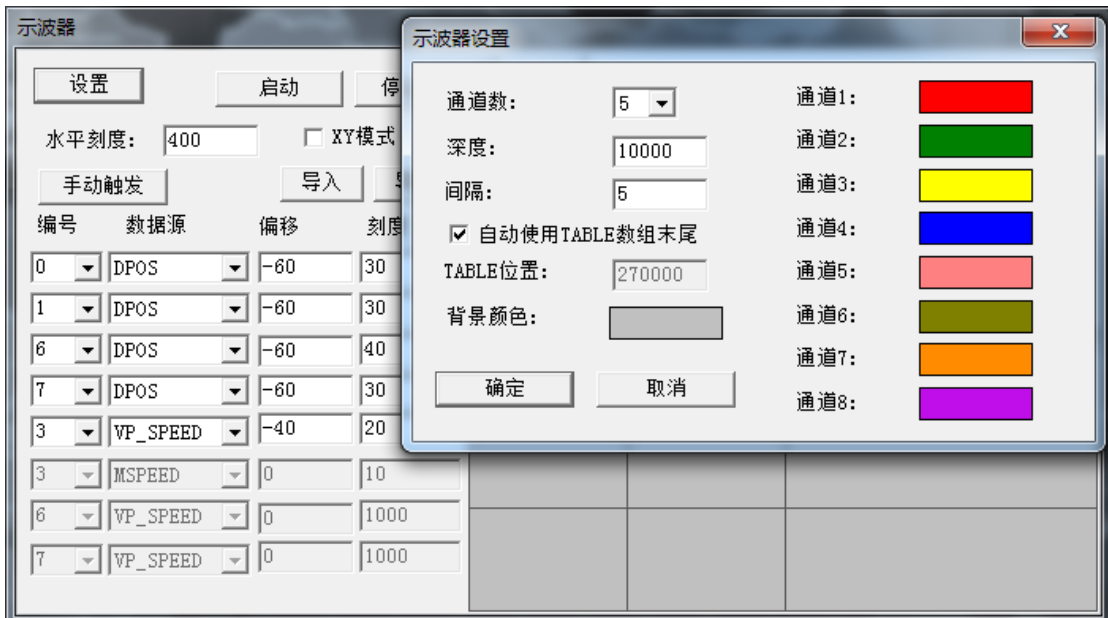 示波器
设置
启动
停
水平刻度：
400
XY模式
手动触发
导入
编号
数据源
偏移
刻度
0
DPOS
-60
30
1
DPOS
-60
30
6
DPOS
-60
40
7
DPOS
-60
30
3
VP_SPEED
-40
20
3
MSPEED
0
10
6
VP_SPEED
0
1000
7
VP_SPEED
0
1000
示波器设置
通道数：
5
深度：
10000
间隔：
5
自动使用TABLE数组末尾
TABLE位置：
270000
背景颜色：
确定
取消
通道1：
通道2：
通道3：
通道4：
通道5：
通道6：
通道7：
通道8：